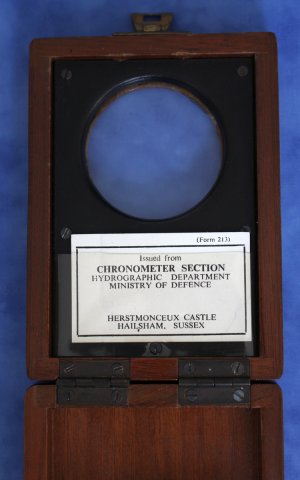 (Form 213)
Issued from
CHRONOMETER SECTION
HYDROGRAPHIC DEPARTMENT
MINISTRY OF DEFENCE
HERSTMONCEUX CASTLE
HAILSHAM, SUSSEX